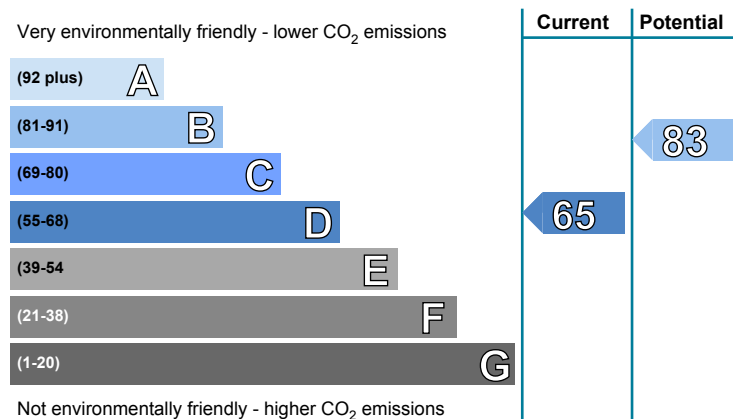 Current Potential
Very environmentally friendly - lower CO2 emissions
(92 plus) A
(81-91) B
83
(69-80) C
(55-68) D
65
(39-54 E
(21-38) F
(1-20) G
Not environmentally friendly - higher CO2 emissions